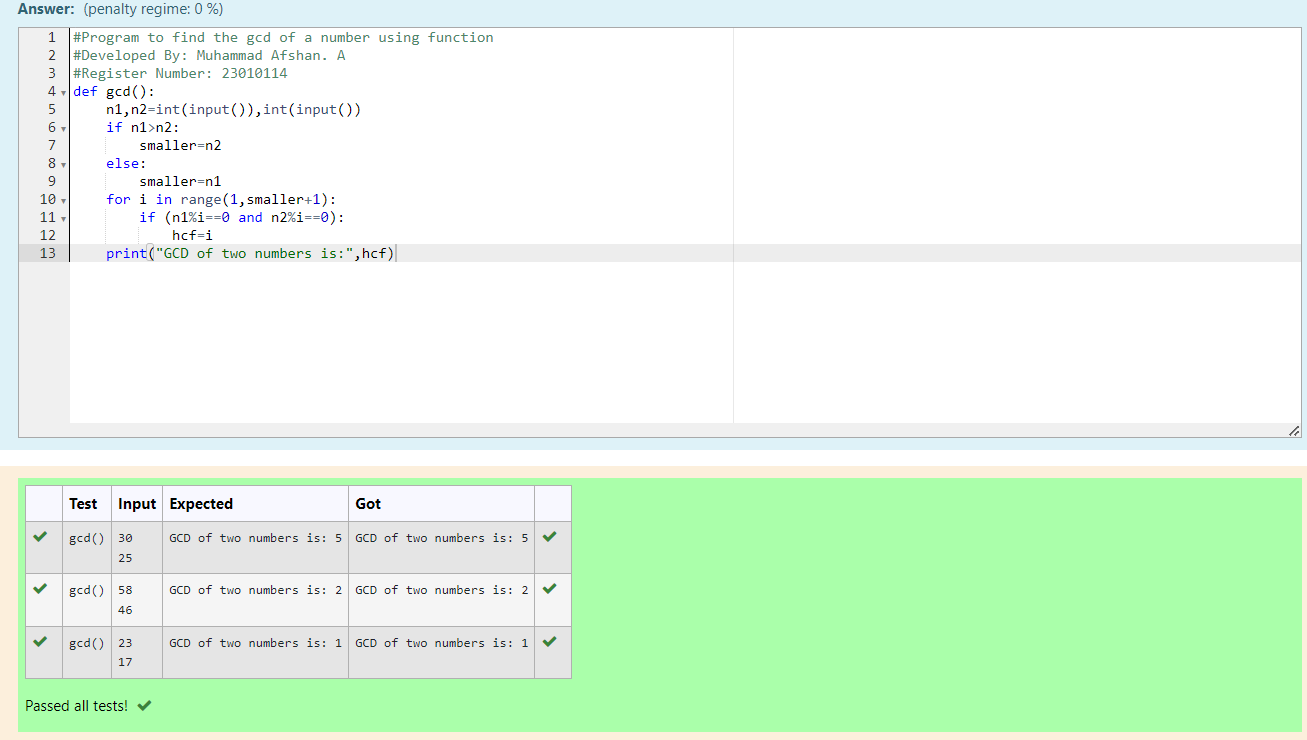 Answer: (penalty regime: 0 %)
1 #Program to find the gcd of a number using function
2 #Developed By: Muhammad Afshan. A
3 #Register Number: 23010114
4 def gcd():
5     n1,n2=int(input()),int(input())
6     if n1>n2:
7         smaller=n2
8     else:
9         smaller=n1
10     for i in range(1,smaller+1):
11         if (n1%i==0 and n2%i==0):
12             hcf=i
13     print("GCD of two numbers is:",hcf)
Test Input Expected Got
gcd() 30 GCD of two numbers is: 5 GCD of two numbers is: 5
25
gcd() 58 GCD of two numbers is: 2 GCD of two numbers is: 2
46
gcd() 23 GCD of two numbers is: 1 GCD of two numbers is: 1
17
Passed all tests!